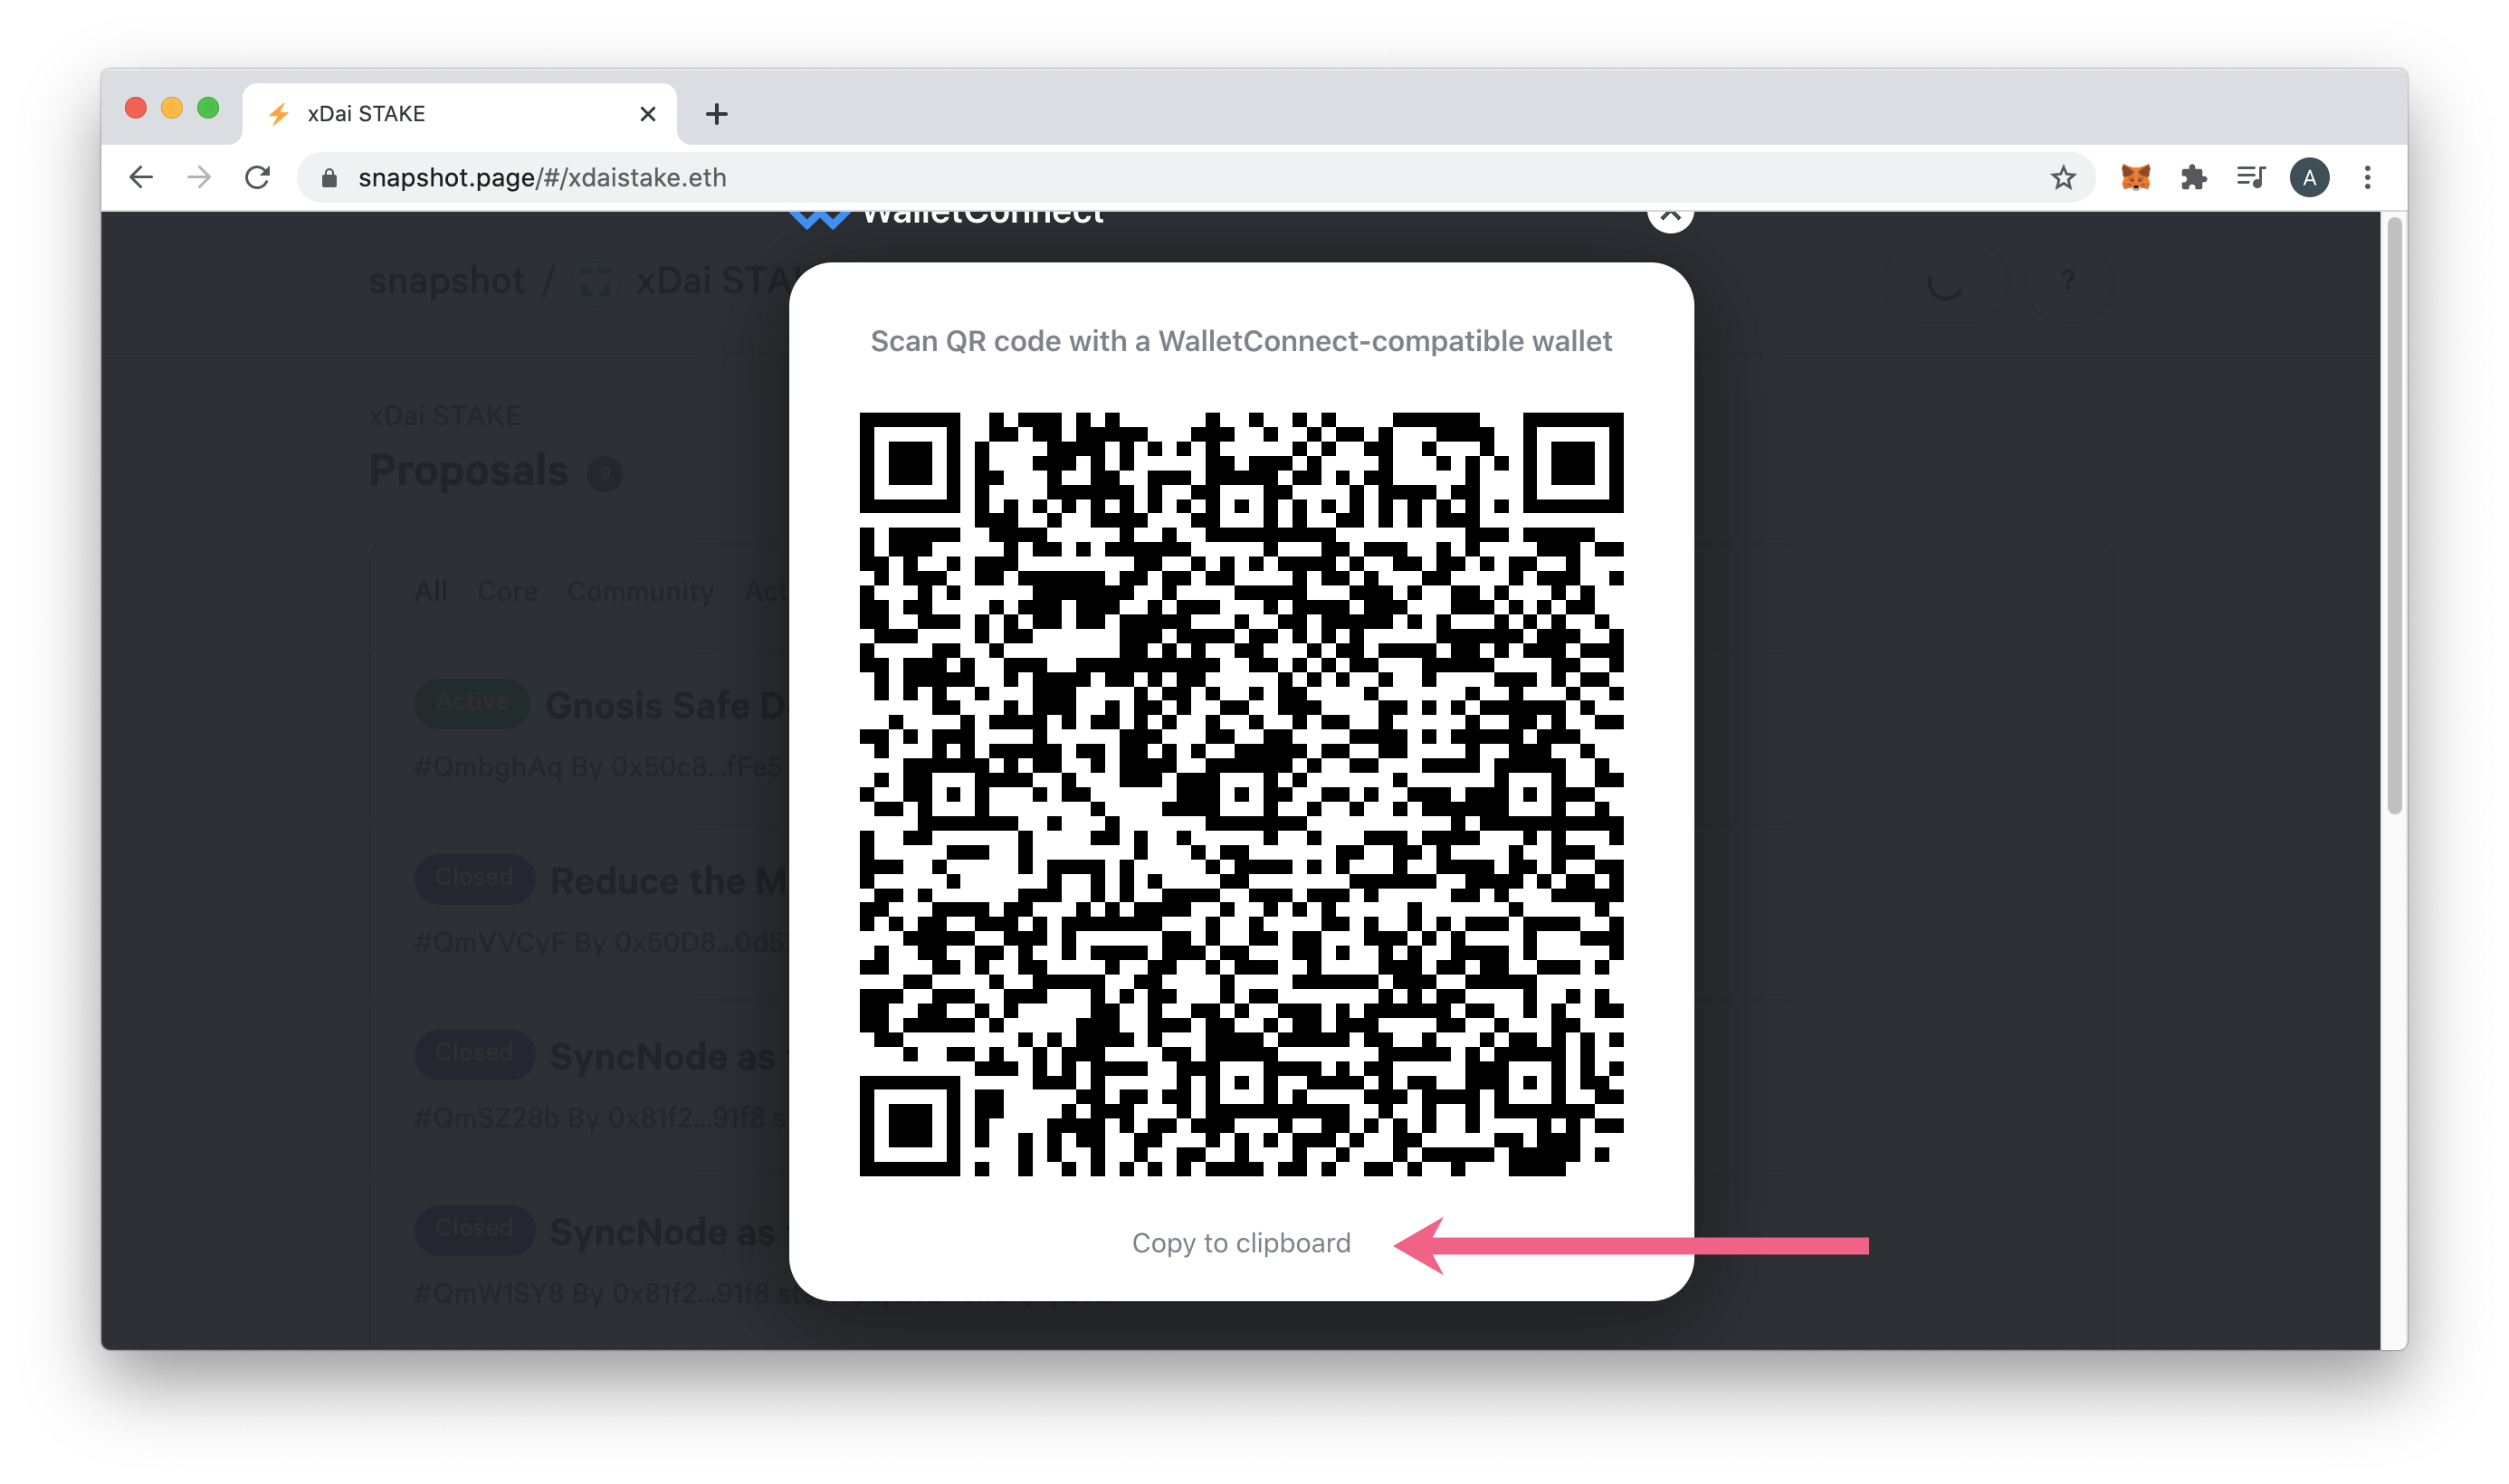 xDai STAKE
snapshot.page/#/xdaistake.eth
A
WalletConnect
snapshot / xDai STA
?
Scan QR code with a WalletConnect-compatible wallet
xDai STAKE
Proposals 9
All Core Community Act
Active Gnosis Safe D
#QmbghAq By 0x50c8...fFe5
Closed Reduce the M
#QmVVCyF By 0x50D8...0d5
Closed SyncNode as
#QmSZ28b By 0x81f2...91f8 s
Closed SyncNode as
#QmW1SY8 By 0x81f2...91f8
Copy to clipboard